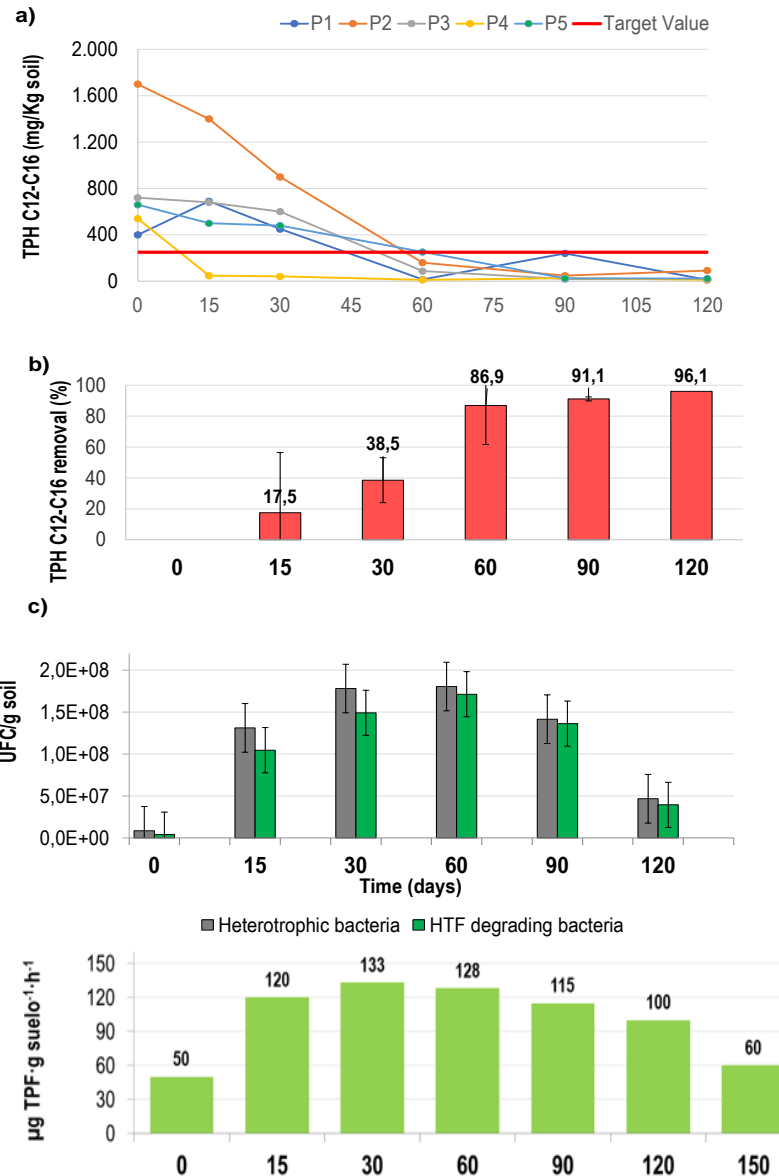 a)
P1 P2 P3 P4 P5 Target Value
TPH C12-C16 (mg/Kg soil)
2.000
1.600
1.200
800
400
0
0 15 30 45 60 75 90 105 120
b)
TPH C12-C16 removal (%)
100
80
60
40
20
0
17,5
38,5
86,9
91,1
96,1
0 15 30 60 90 120
c)
UFC/g soil
2,0E+08
1,5E+08
1,0E+08
5,0E+07
0,0E+00
0 15 30 60 90 120
Time (days)
Heterotrophic bacteria HTF degrading bacteria
µg TPF·g suelo⁻¹·h⁻¹
150
120
90
60
30
0
50
120
133
128
115
100
60
0 15 30 60 90 120 150